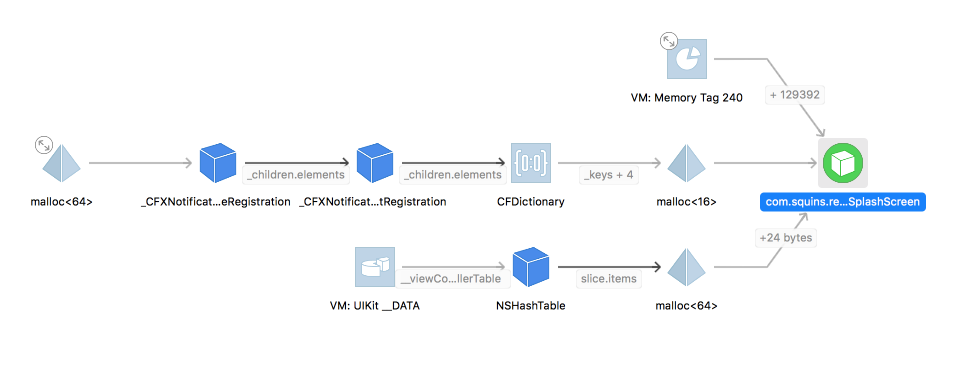 VM: Memory Tag 240
+ 129392
_children.elements
_children.elements
_keys + 4
malloc<64>
_CFXNotificat...eRegistration
_CFXNotificat...tRegistration
CFDictionary
malloc<16>
com.squins.re...SplashScreen
+24 bytes
__viewCo...llerTable
slice.items
VM: UIKit __DATA
NSHashTable
malloc<64>